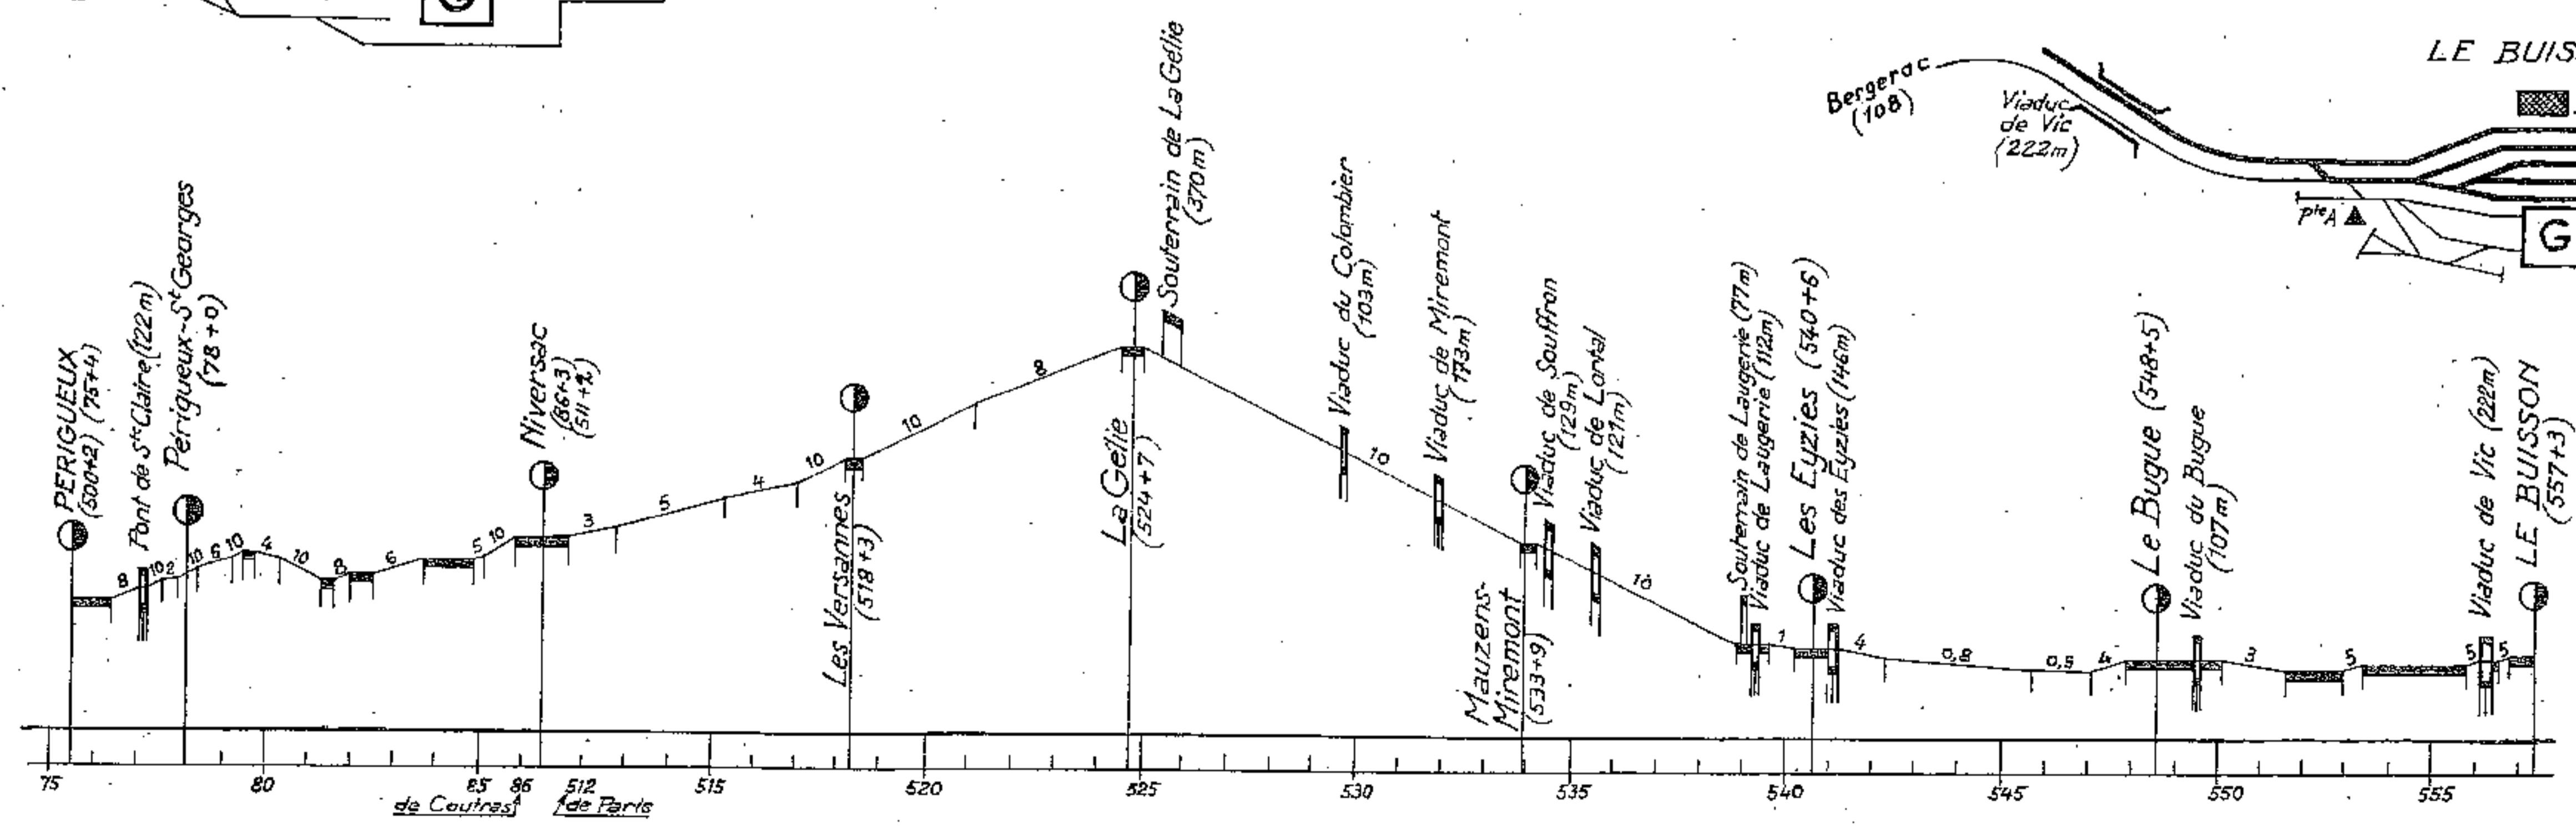 G
LE BUIS
Bergerac
(108)
Viaduc
de Vic
(222m)
Pte A
G
PERIGUEUX
(500+2) (75+4)
Pont de Ste Claire (122m)
Périgueux-St Georges
(78+0)
Niversac
(86+3)
Les Versannes
(518+3)
La Gélie
(524+7)
Souterrain de La Gélie
(370m)
Viaduc du Colombier
(103m)
Viaduc de Miremont
(173m)
Mauzens-
Miremont
(533+9)
Viaduc de Souffron
(129m)
Viaduc de Lortal
(121m)
Souterrain de Laugerie (77m)
Viaduc de Laugerie (112m)
Les Eyzies (540+6)
Viaduc des Eyzies (146m)
Le Bugue (548+5)
Viaduc du Bugue
(107m)
Viaduc de Vic (222m)
LE BUISSON
(557+3)
8 10 2 10 6 10 4 10 8 6 5 10 3 5 4 10 10 8 10 10 1 4 0,8 0,9 4 3 5 5 5
75 80 85 86 512 515 520 525 530 535 540 545 550 555
de Coutras de Paris